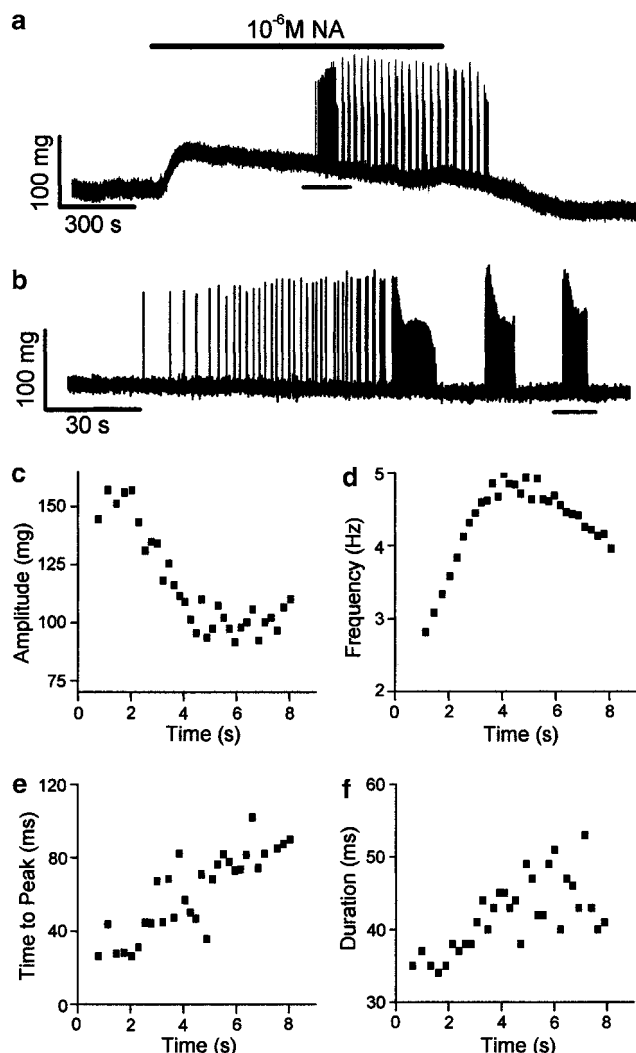 a
10⁻⁶M NA
100 mg
300 s
b
100 mg
30 s
c
Amplitude (mg)
150
125
100
75
0 2 4 6 8
Time (s)
d
Frequency (Hz)
5
4
3
2
0 2 4 6 8
Time (s)
e
Time to Peak (ms)
120
80
40
0
0 2 4 6 8
Time (s)
f
Duration (ms)
60
50
40
30
0 2 4 6 8
Time (s)